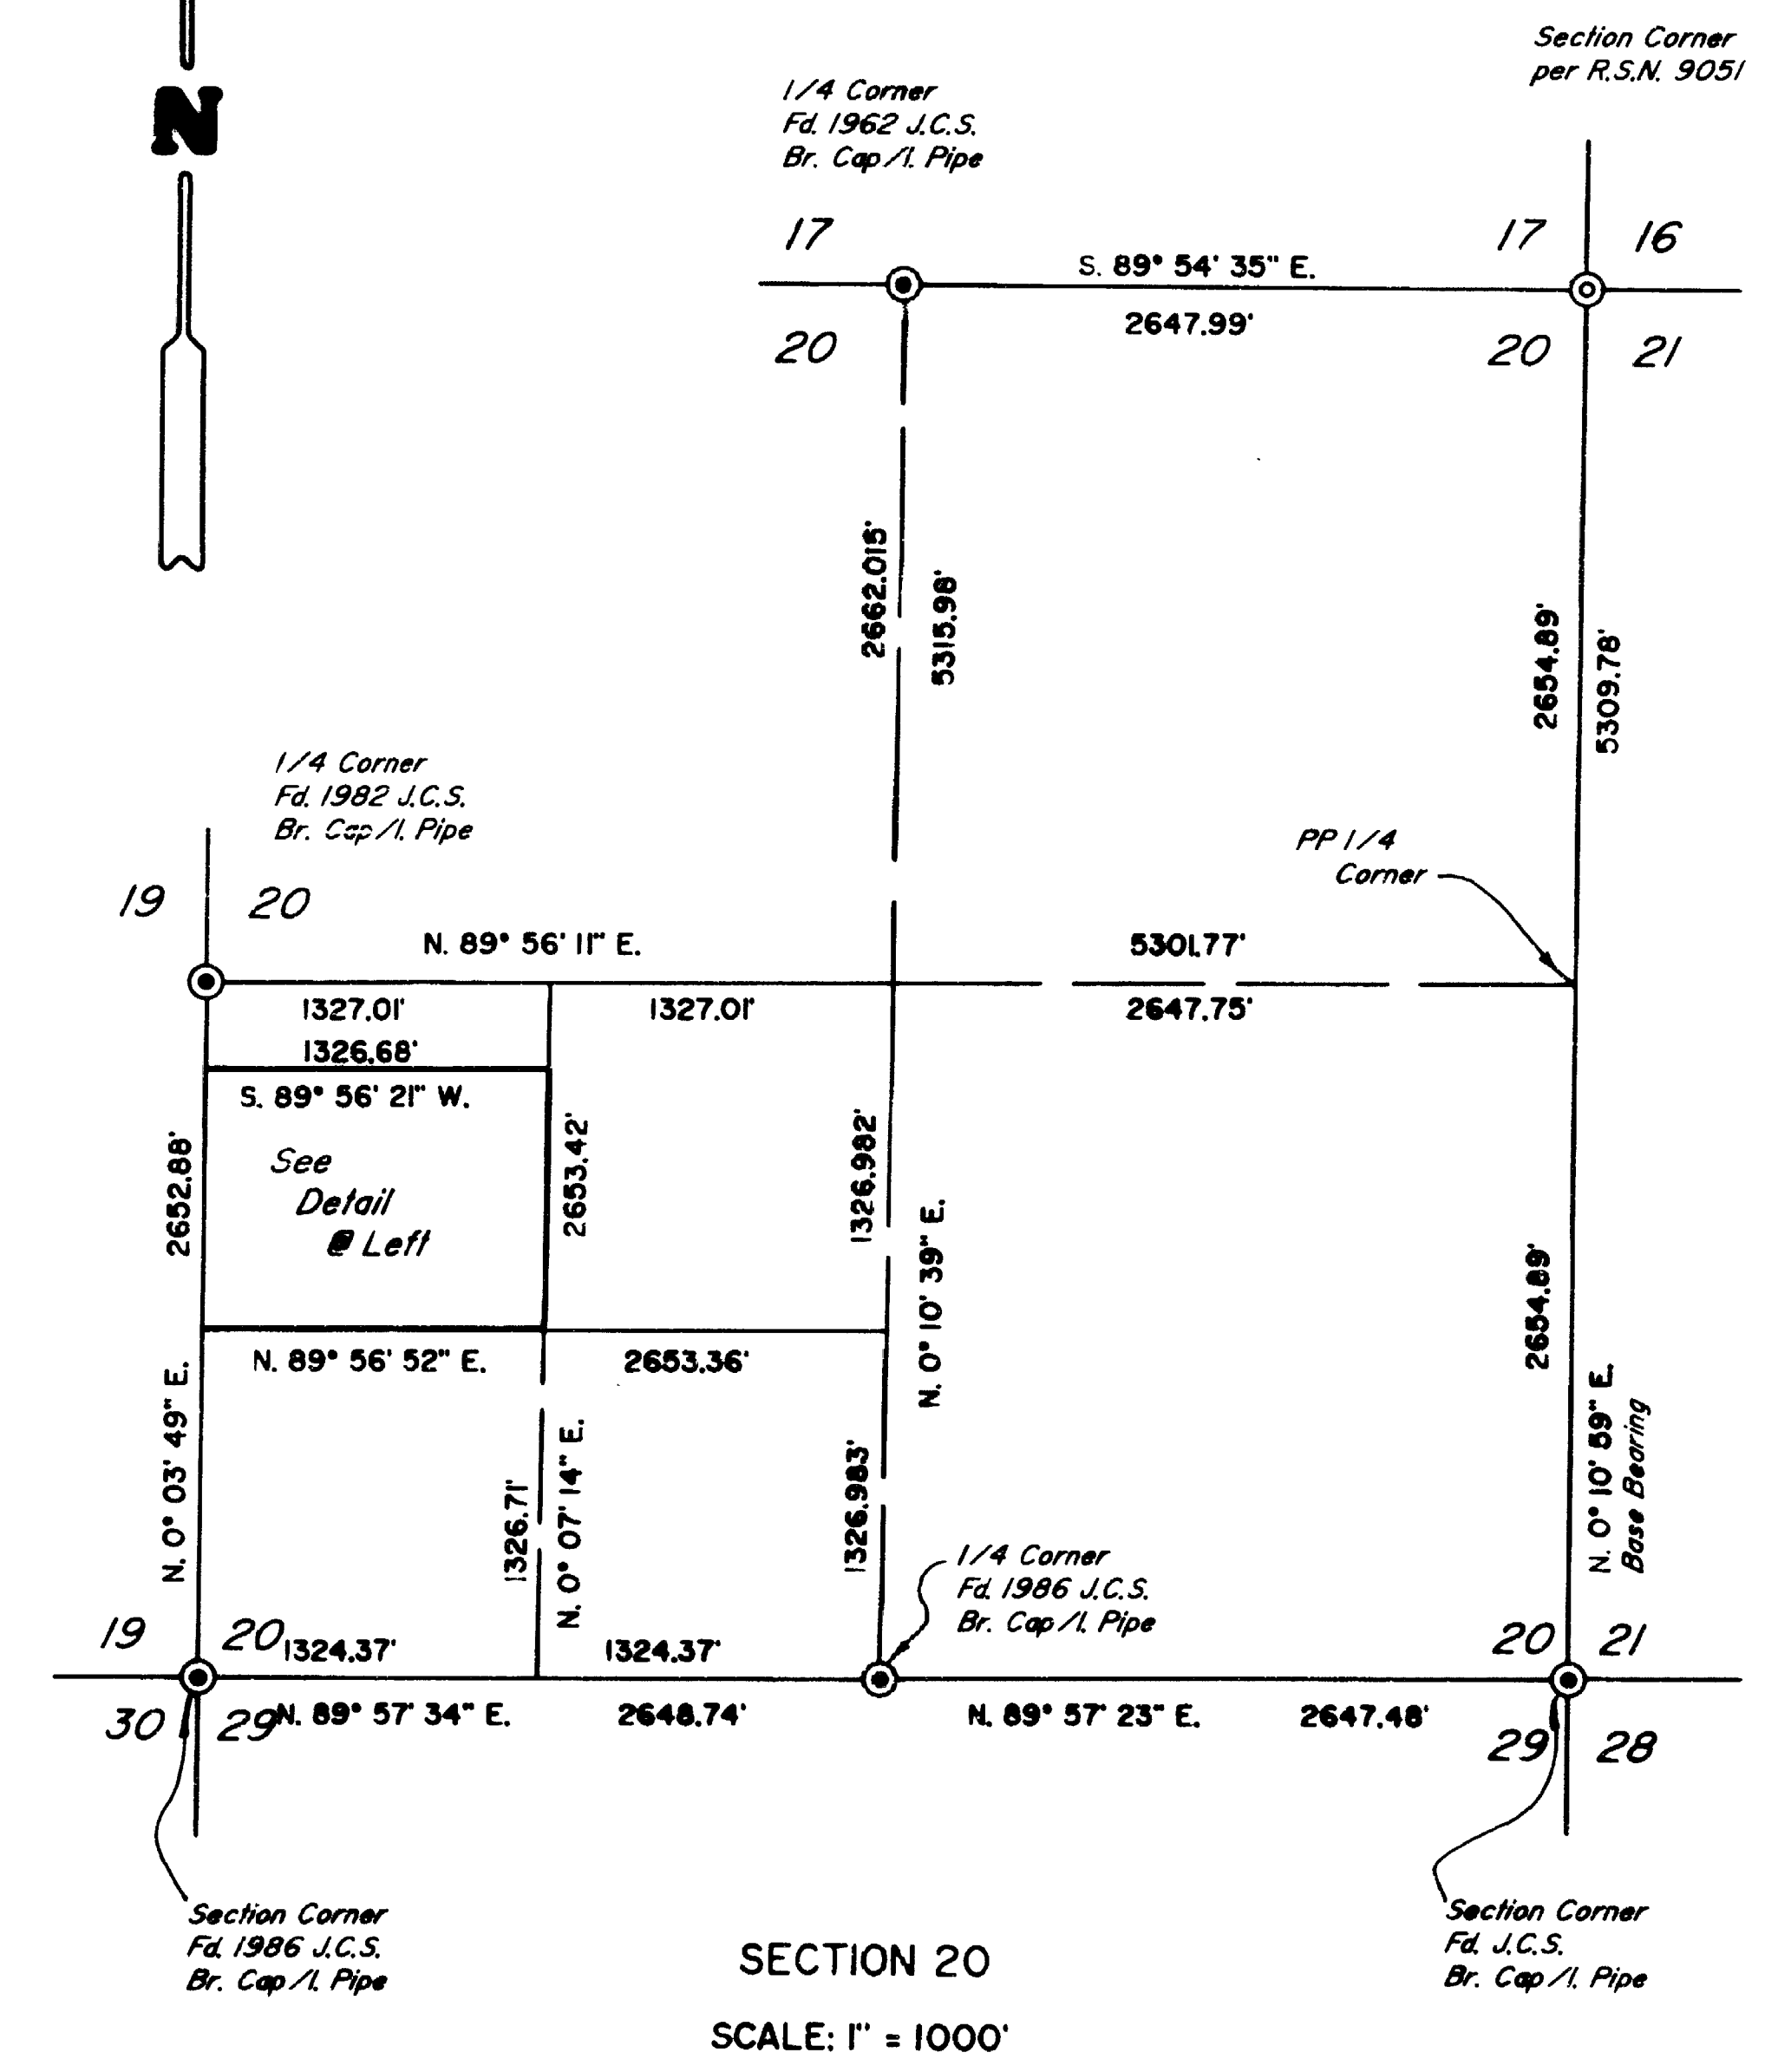 Section Corner
per R.S.N. 9051
1/4 Corner
Fd. 1962 J.C.S.
Br. Cap/I. Pipe
N
17
17
16
S. 89° 54' 35" E.
2647.99'
20
20
21
2662.015'
5315.98'
2654.89'
5309.78'
1/4 Corner
Fd. 1982 J.C.S.
Br. Cap/I. Pipe
PP 1/4
Corner
19
20
N. 89° 56' 11" E.
5301.77'
1327.01'
1327.01'
2647.75'
1326.68'
S. 89° 56' 21" W.
See
Detail
@ Left
2652.88'
2653.42'
1326.982'
N. 0° 10' 39" E.
2654.89'
N. 89° 56' 52" E.
2653.36'
N. 0° 03' 49" E.
1326.71'
N. 0° 07' 14" E.
1326.983'
N. 0° 10' 59" E.
Base Bearing
1/4 Corner
Fd. 1986 J.C.S.
Br. Cap/I. Pipe
19
20
1324.37'
1324.37'
20
21
30
29
N. 89° 57' 34" E.
2648.74'
N. 89° 57' 23" E.
2647.48'
29
28
Section Corner
Fd. 1986 J.C.S.
Br. Cap/I. Pipe
Section Corner
Fd. J.C.S.
Br. Cap/I. Pipe
SECTION 20
SCALE: 1" = 1000'